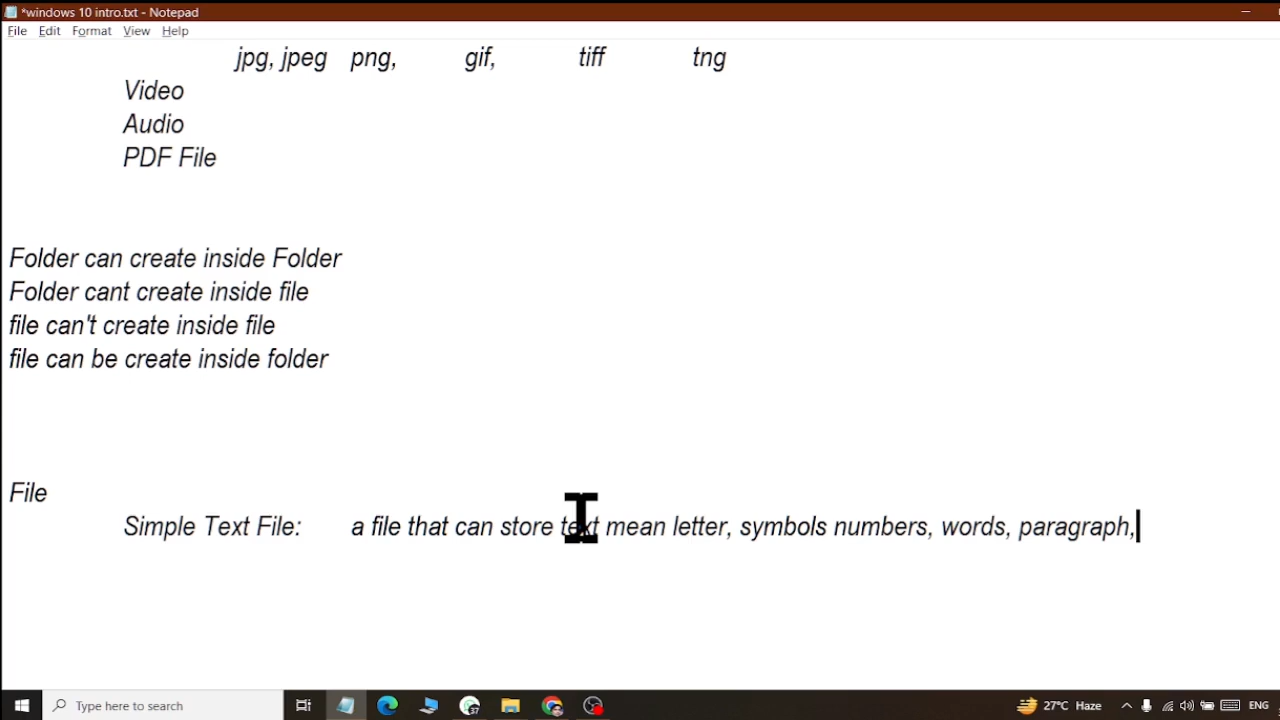 *windows 10 intro.txt - Notepad
File Edit Format View Help
jpg, jpeg png, gif, tiff tng
Video
Audio
PDF File
Folder can create inside Folder
Folder cant create inside file
file can't create inside file
file can be create inside folder
File
Simple Text File: a file that can store text mean letter, symbols numbers, words, paragraph,
Type here to search 27°C Haze ENG